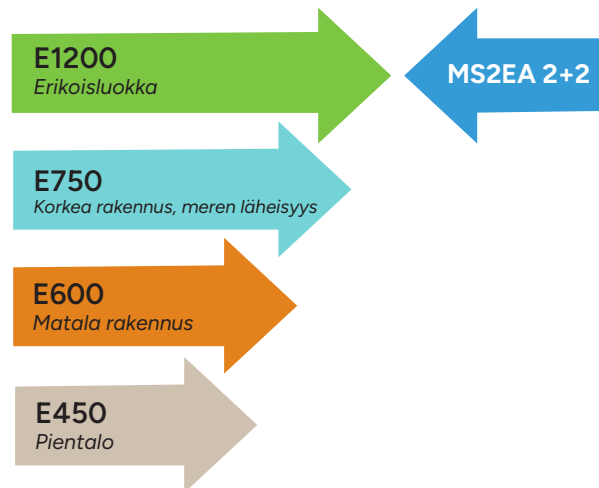 E1200
Erikoisluokka
MS2EA 2+2
E750
Korkea rakennus, meren läheisyys
E600
Matala rakennus
E450
Pientalo